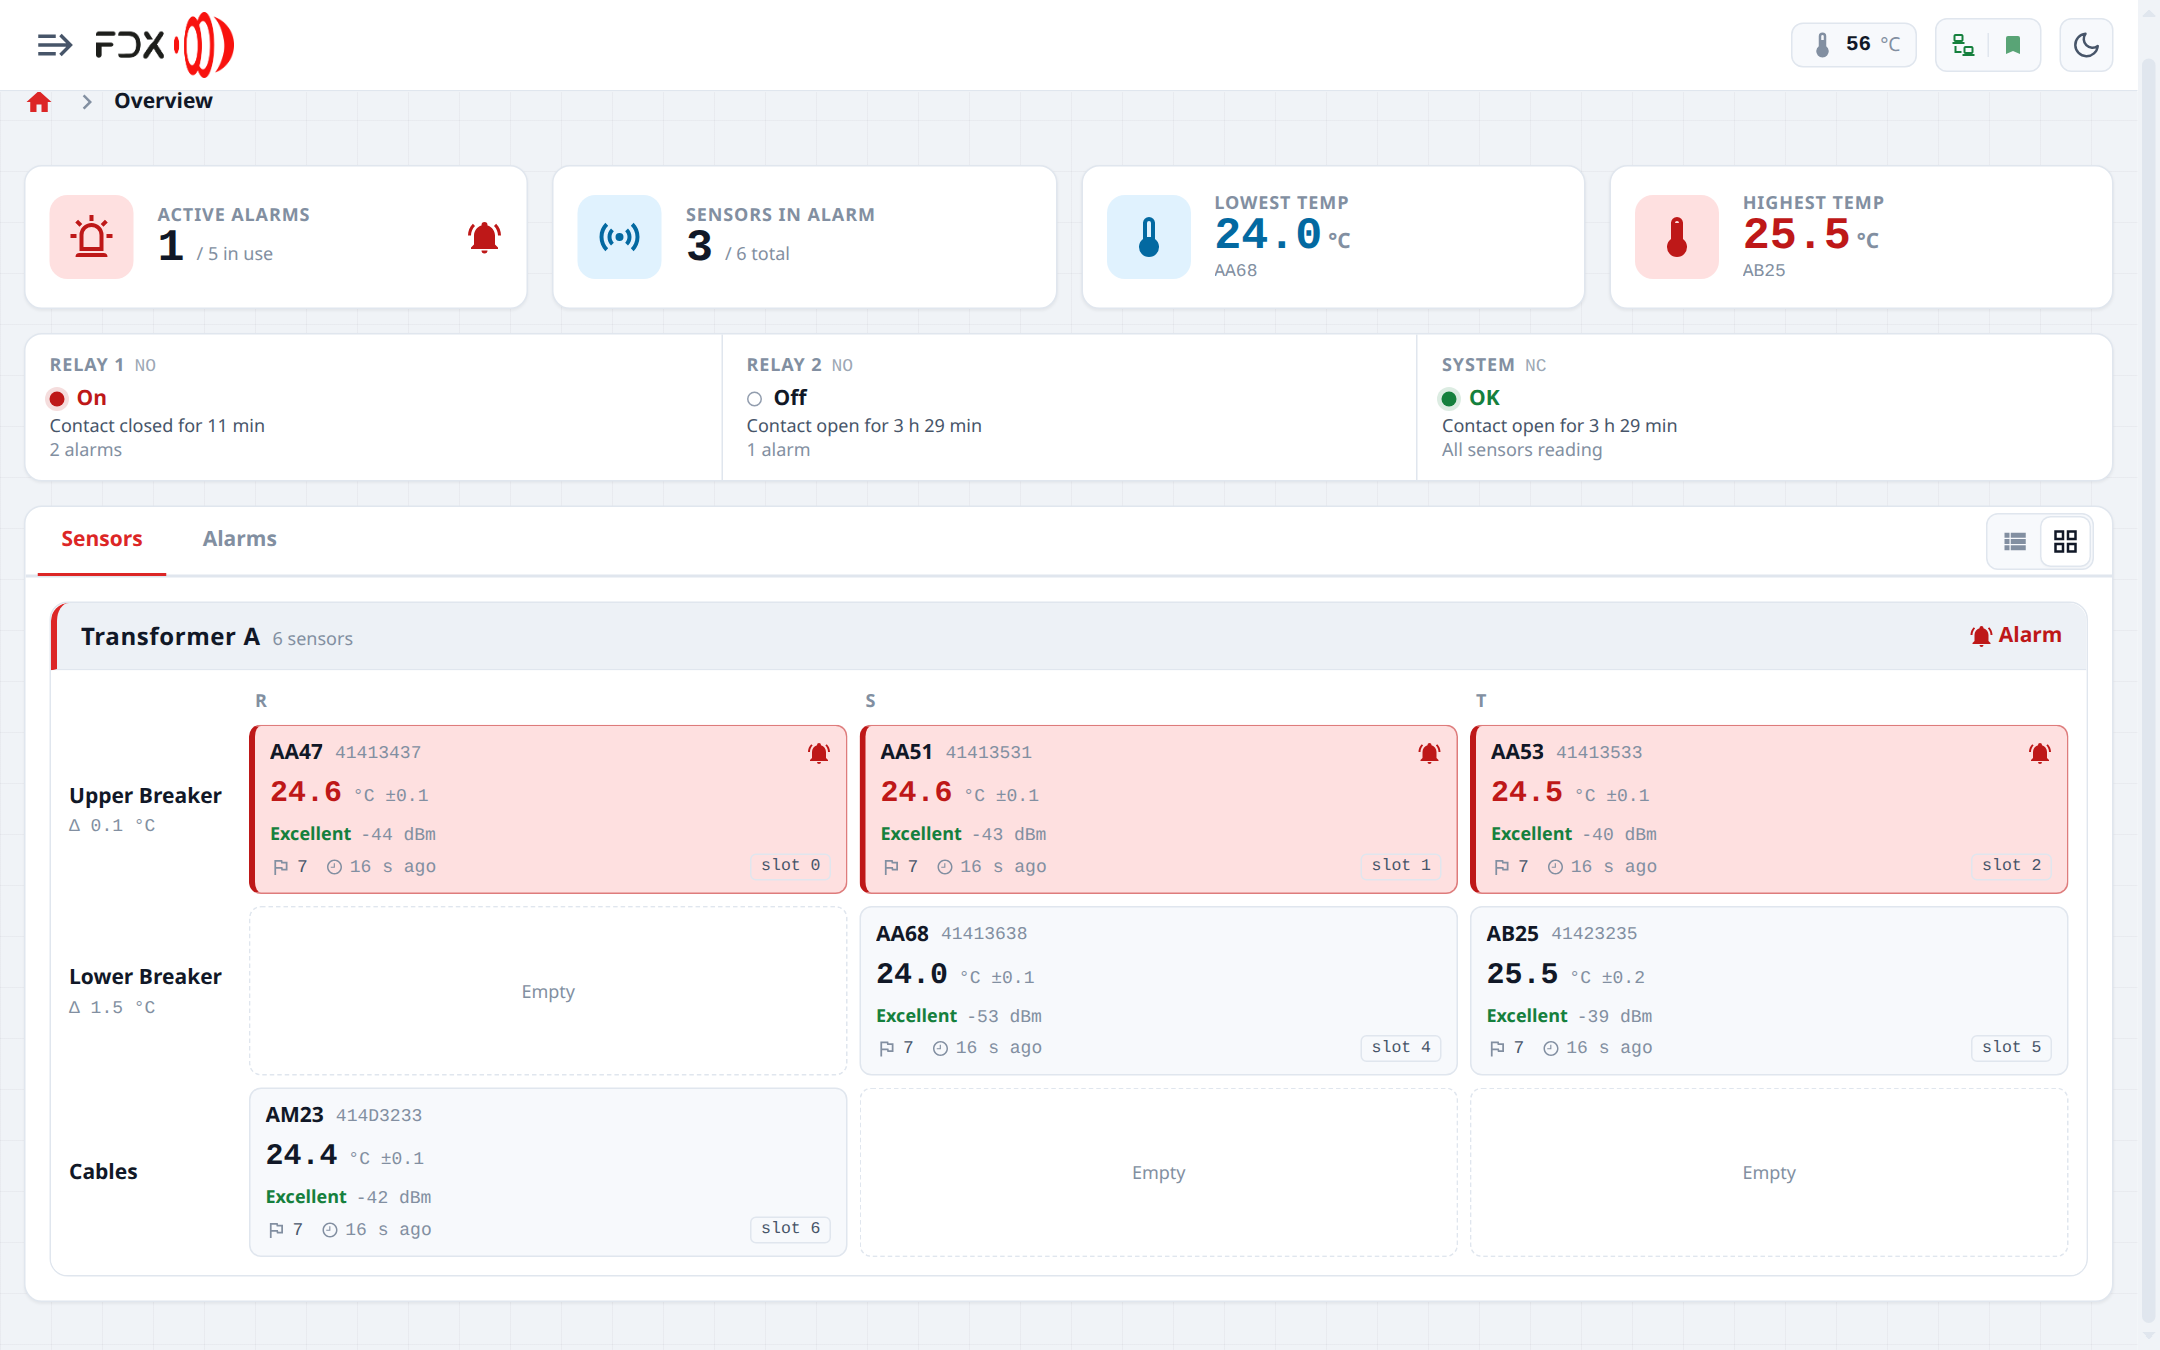 FDX
56 °C
Overview
ACTIVE ALARMS
1 / 5 in use
SENSORS IN ALARM
3 / 6 total
LOWEST TEMP
24.0 °C
AA68
HIGHEST TEMP
25.5 °C
AB25
RELAY 1 NO
On
Contact closed for 11 min
2 alarms
RELAY 2 NO
Off
Contact open for 3 h 29 min
1 alarm
SYSTEM NC
OK
Contact open for 3 h 29 min
All sensors reading
Sensors Alarms
Transformer A 6 sensors Alarm
R S T
Upper Breaker
Δ 0.1 °C
AA47 41413437
24.6 °C ±0.1
Excellent -44 dBm
7 16 s ago slot 0
AA51 41413531
24.6 °C ±0.1
Excellent -43 dBm
7 16 s ago slot 1
AA53 41413533
24.5 °C ±0.1
Excellent -40 dBm
7 16 s ago slot 2
Lower Breaker
Δ 1.5 °C
Empty
AA68 41413638
24.0 °C ±0.1
Excellent -53 dBm
7 16 s ago slot 4
AB25 41423235
25.5 °C ±0.2
Excellent -39 dBm
7 16 s ago slot 5
Cables
AM23 414D3233
24.4 °C ±0.1
Excellent -42 dBm
7 16 s ago slot 6
Empty
Empty